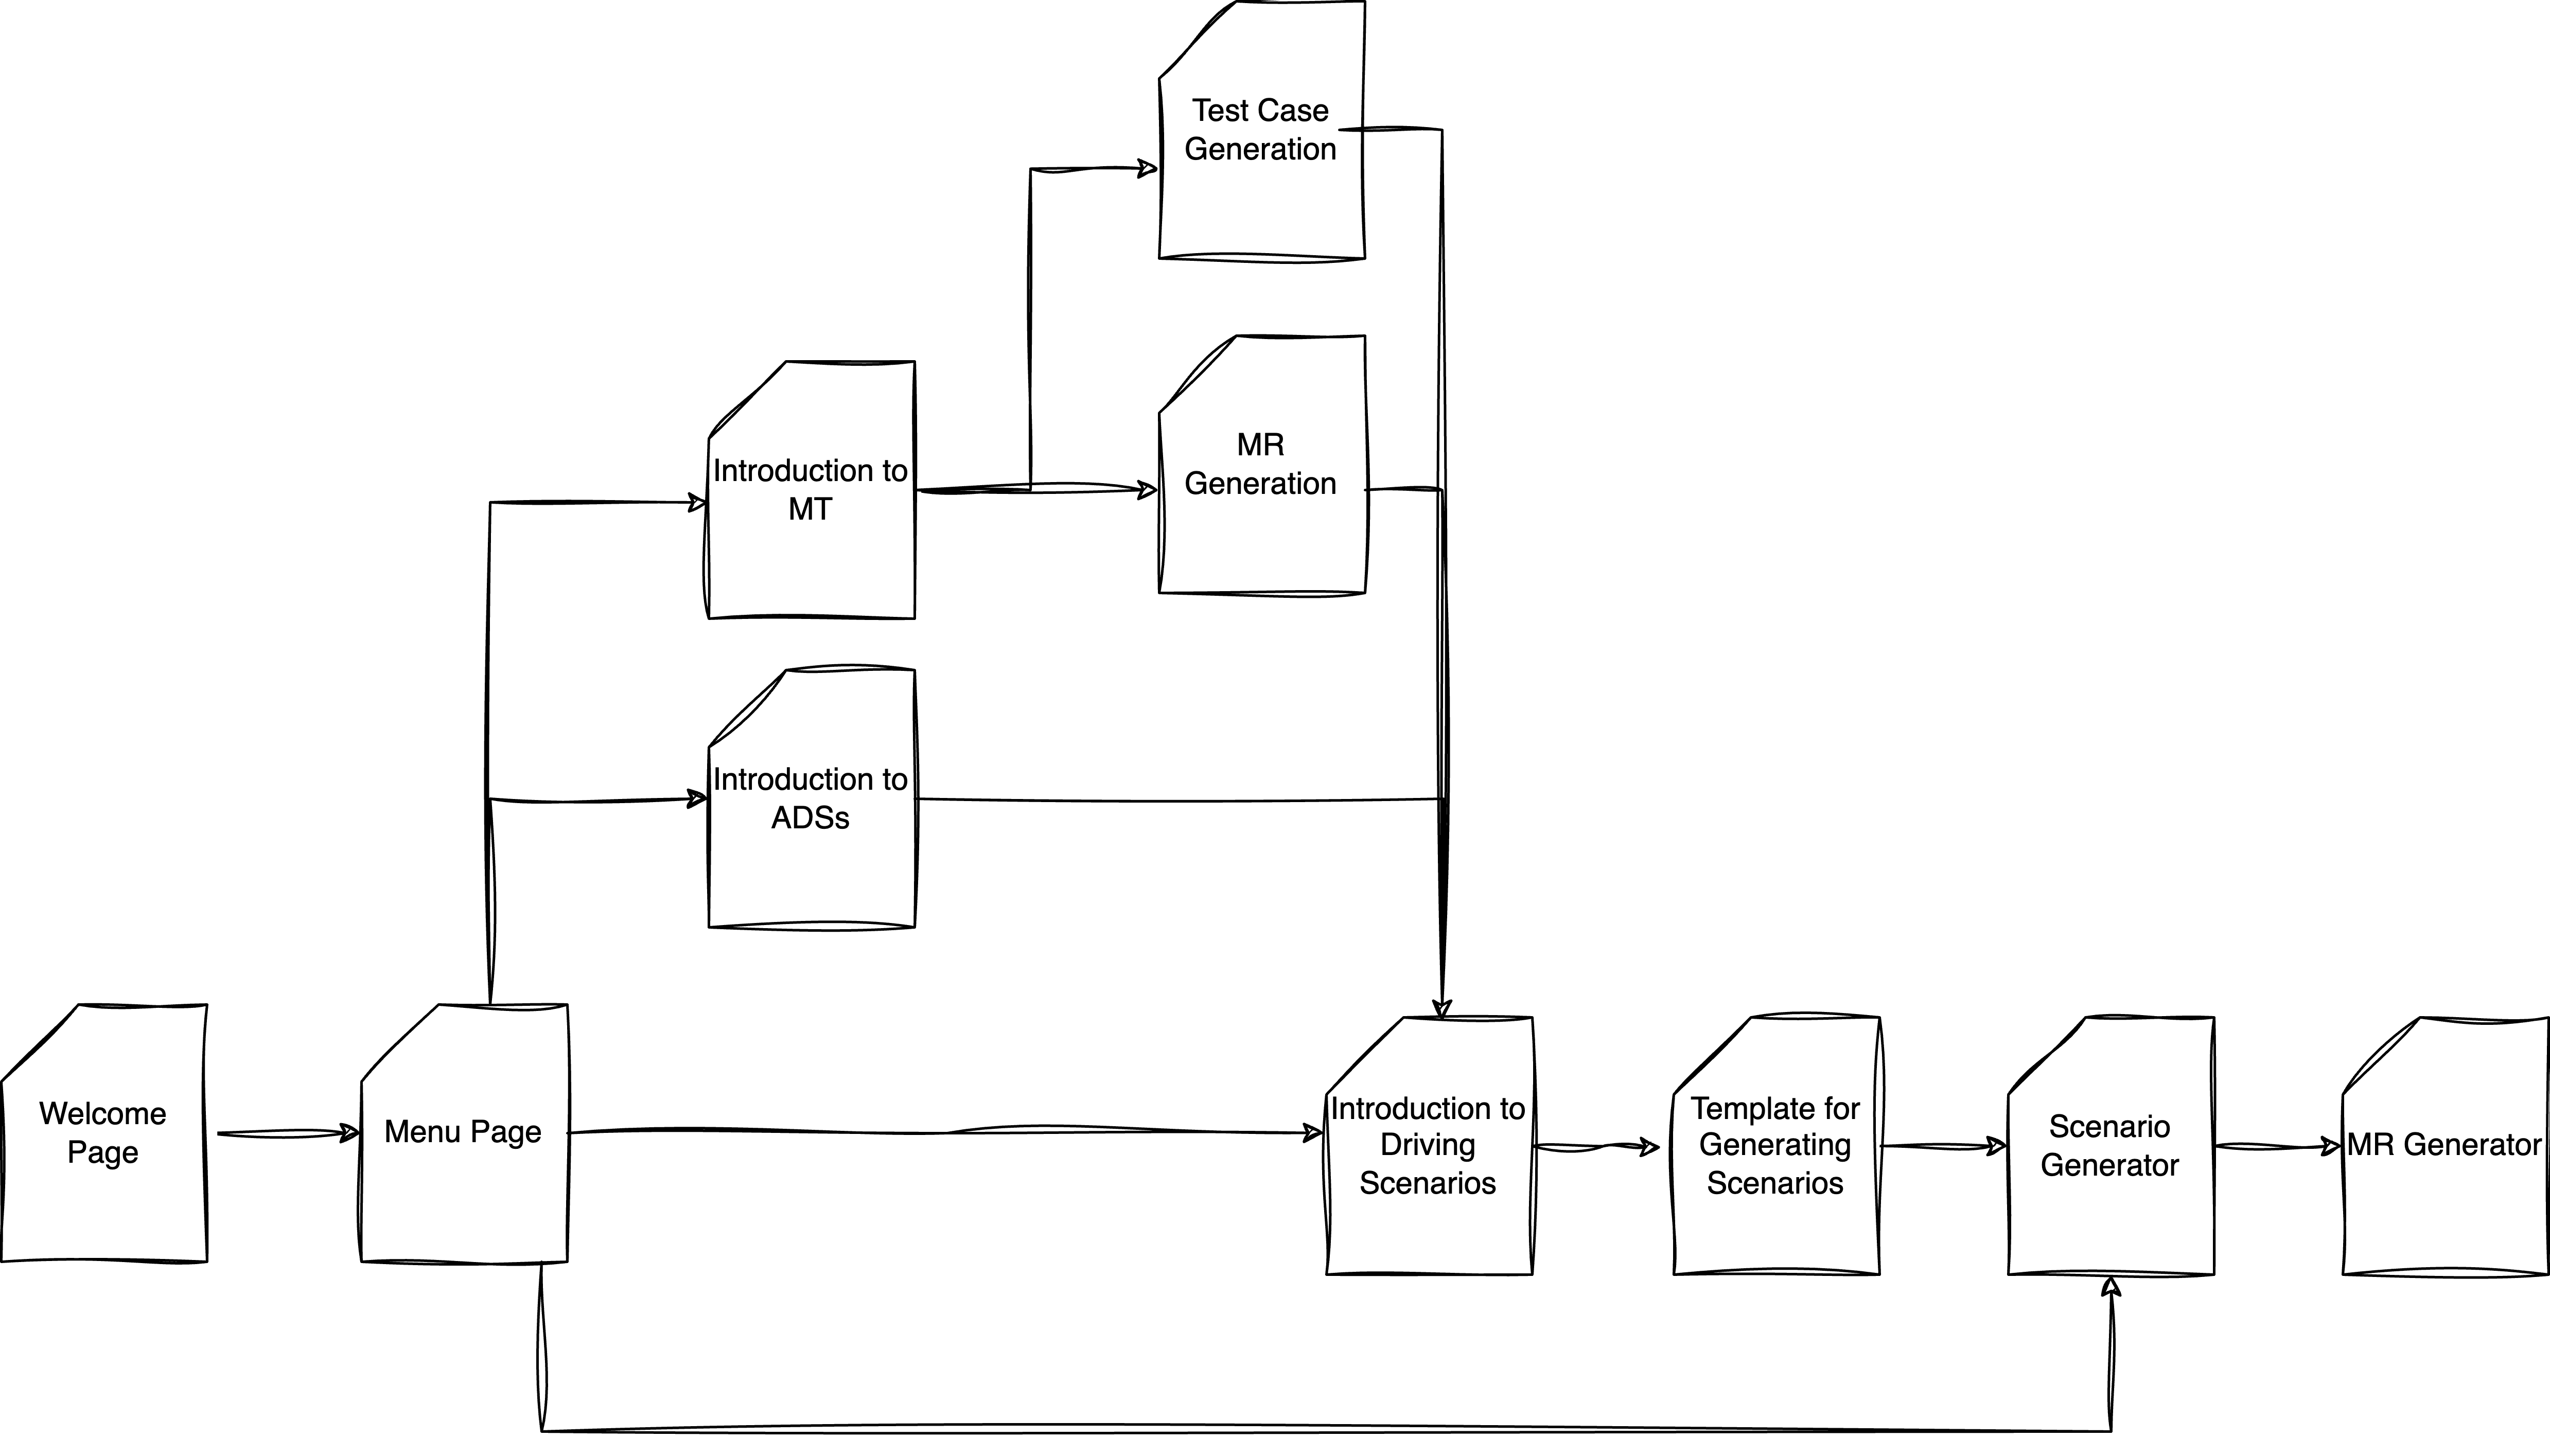 Test Case
Generation
MR
Generation
Introduction to
MT
Introduction to
ADSs
Welcome
Page
Menu Page
Introduction to
Driving
Scenarios
Template for
Generating
Scenarios
Scenario
Generator
MR Generator